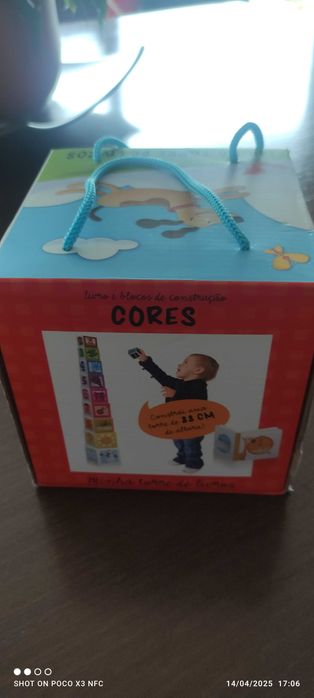 livro e blocos de construção
CORES
Constrói uma
torre de 88 CM
de altura!
Minha torre de livros
SHOT ON POCO X3 NFC
14/04/2025 17:06